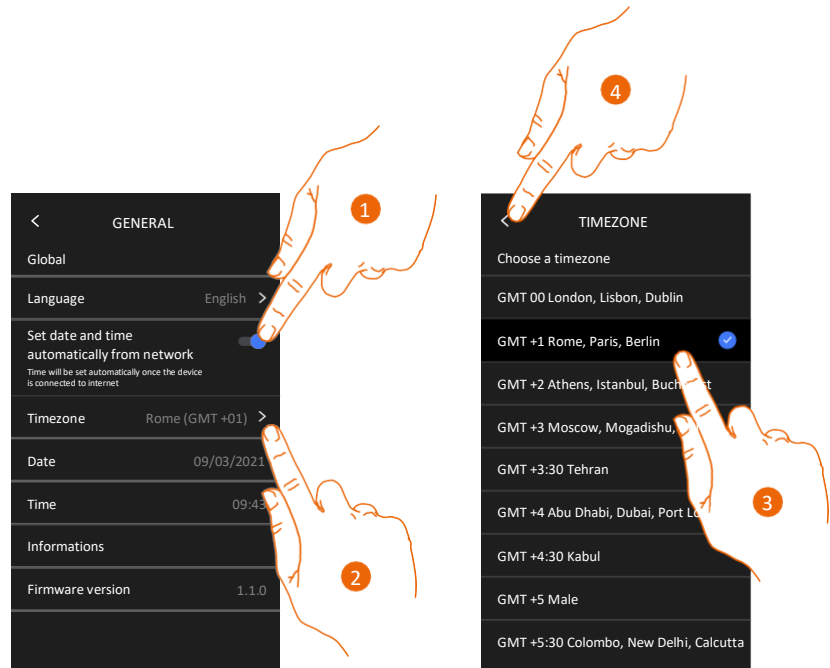 4
1
GENERAL
Global
Language English
Set date and time
automatically from network
Time will be set automatically once the device
is connected to internet
Timezone Rome (GMT +01)
Date 09/03/2021
Time 09:43
Informations
Firmware version 1.1.0
2
TIMEZONE
Choose a timezone
GMT 00 London, Lisbon, Dublin
GMT +1 Rome, Paris, Berlin
GMT +2 Athens, Istanbul,
GMT +3 Moscow, Mogadishu,
GMT +3:30 Tehran
GMT +4 Abu Dhabi, Dubai, Port
GMT +4:30 Kabul
GMT +5 Male
GMT +5:30 Colombo, New Delhi, Calcutta
3